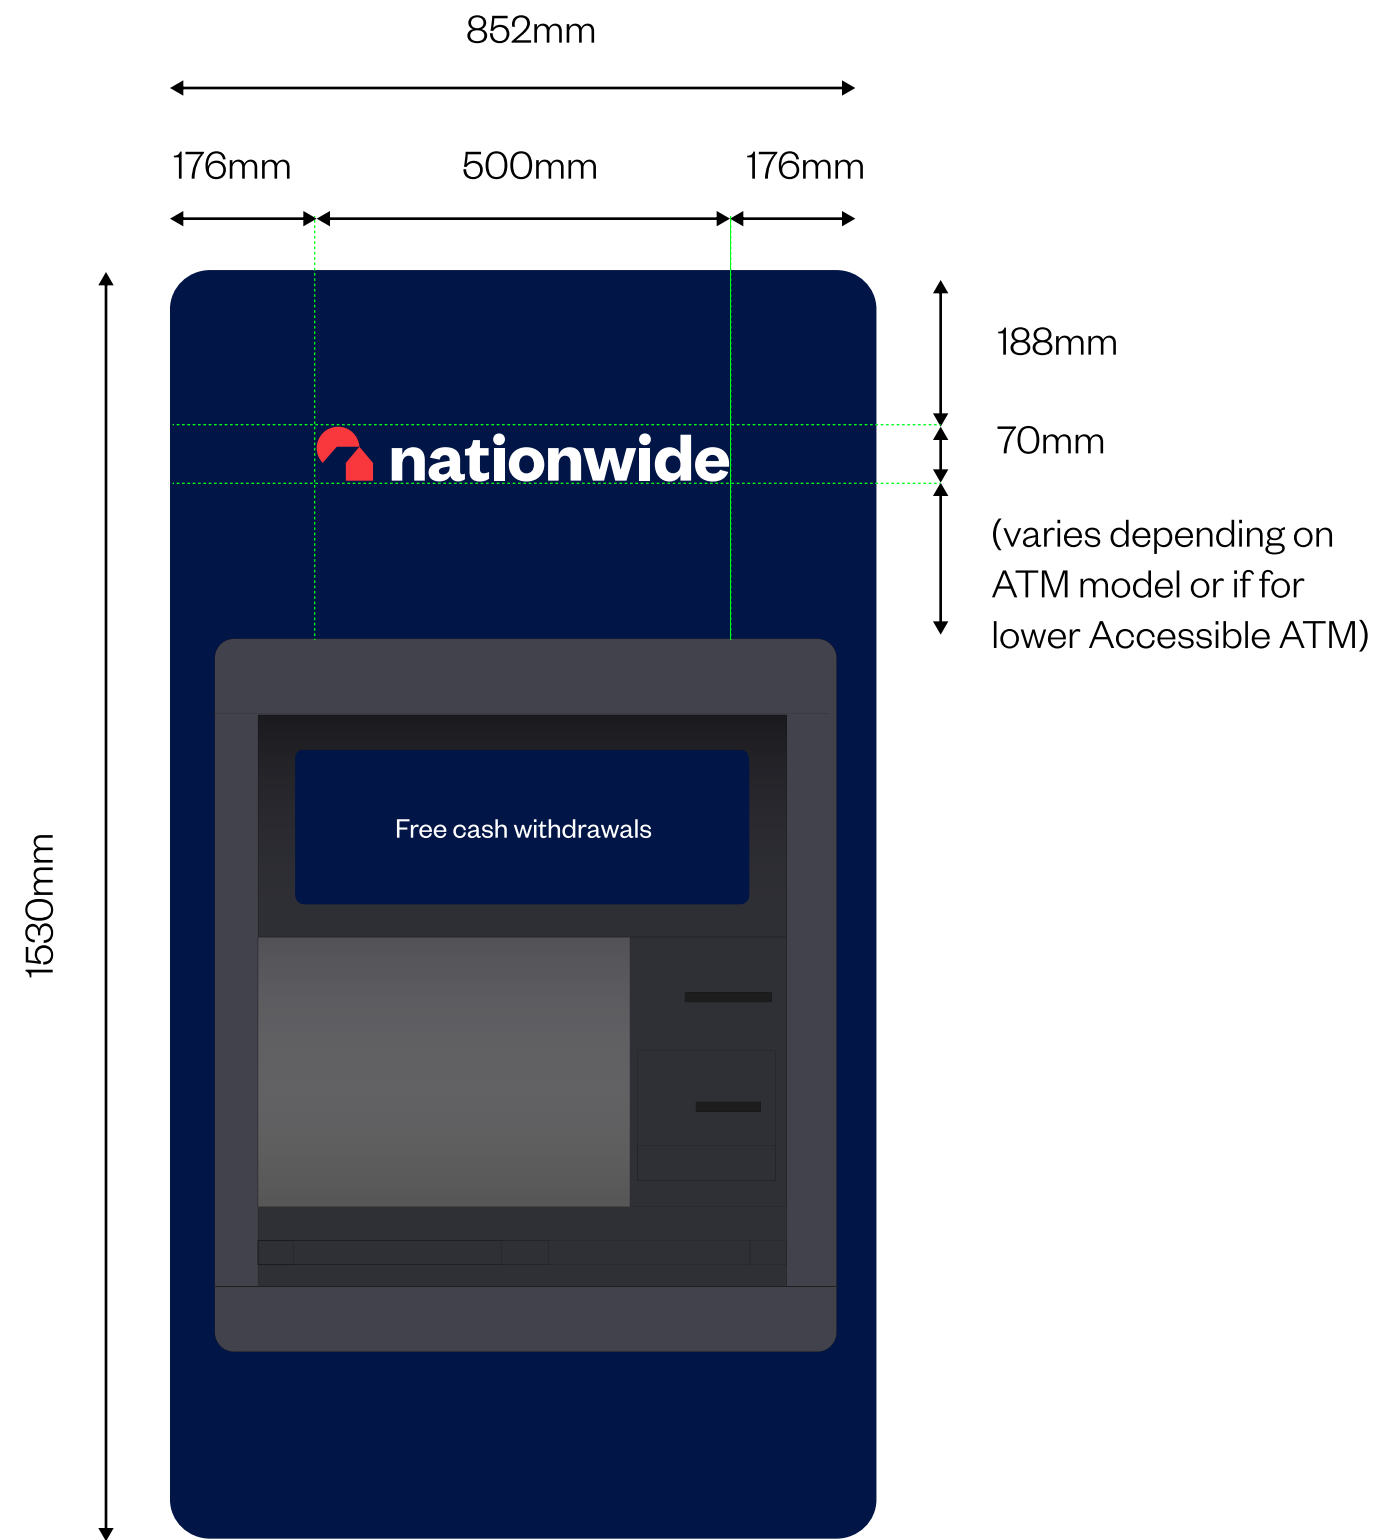 852mm
176mm
500mm
176mm
188mm
nationwide
70mm
(varies depending on
ATM model or if for
lower Accessible ATM)
Free cash withdrawals
1530mm